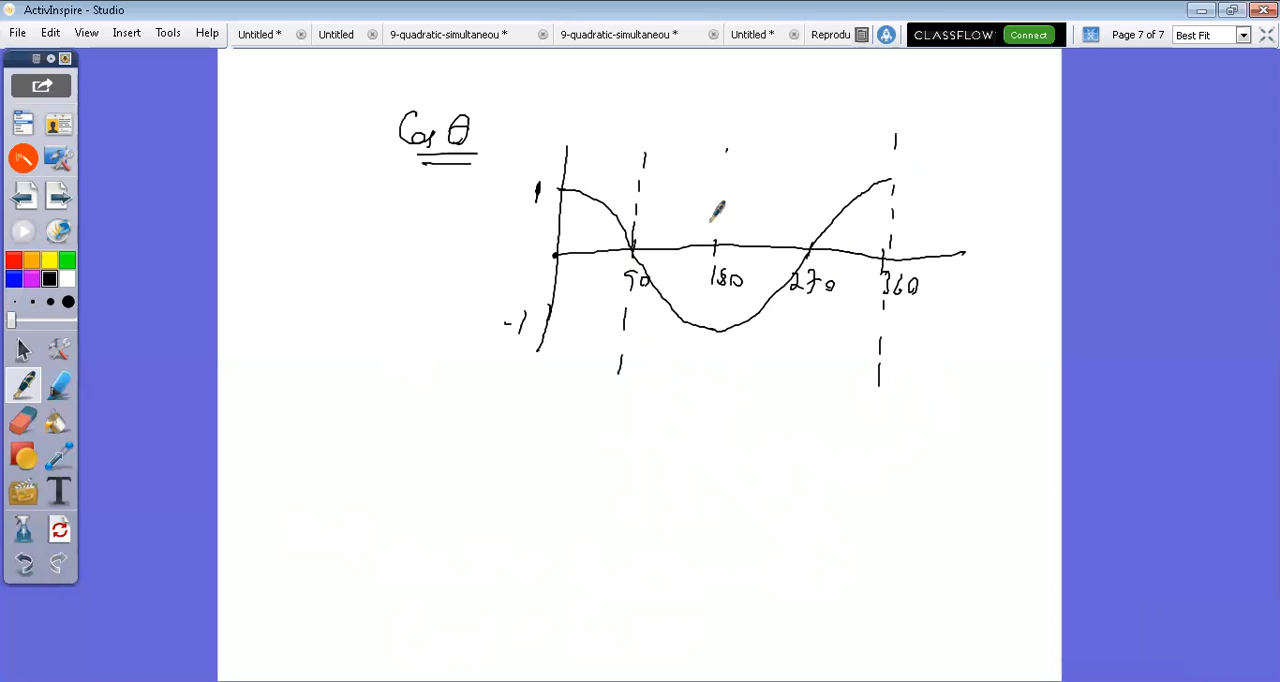 ActivInspire - Studio
File Edit View Insert Tools Help Untitled * Untitled 9-quadratic-simultaneou * 9-quadratic-simultaneou * Untitled * Reprodu CLASSFLOW Connect Page 7 of 7 Best Fit
Cos θ
1
90 180 270 360
-1